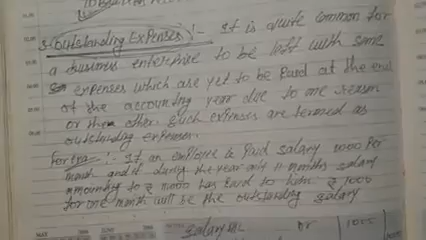 3. Outstanding Expenses :- It is quite common for
a business enterprise to be left with some
expenses which are yet to be Paid at the end
of the accounting year due to one reason
or the other. Such expenses are termed as
outstanding expenses.
For Exa :- If an employee is Paid salary 1000 Per
month and if during the year only 11 months salary
amounting to ₹ 11000 has Paid to him. ₹ 1000
for one month will be the outstanding salary
Salary A/c Dr 1000